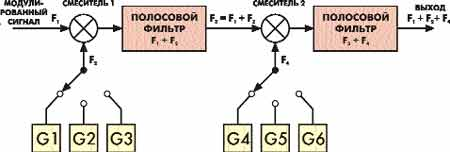 МОДУЛИ-
РОВАННЫЙ
СИГНАЛ
F₁
СМЕСИТЕЛЬ 1
ПОЛОСОВОЙ
ФИЛЬТР
F₁ + F₂
F₃ = F₁ + F₂
СМЕСИТЕЛЬ 2
ПОЛОСОВОЙ
ФИЛЬТР
F₃ + F₄
ВЫХОД
F₁ + F₂ + F₄
F₂
F₄
G1
G2
G3
G4
G5
G6